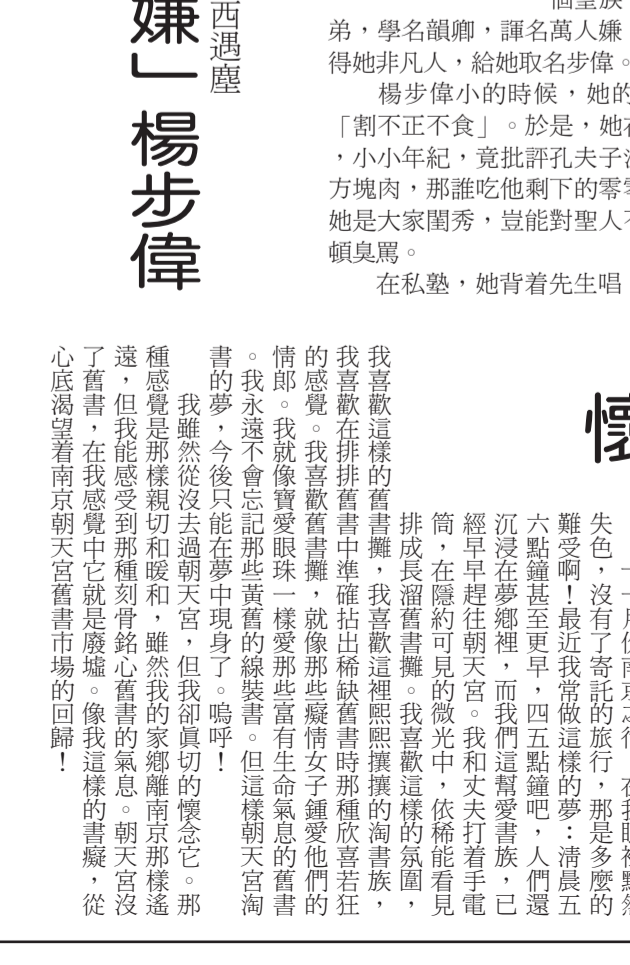 嫌」楊步偉
西遇塵
弟，學名韻卿，諢名萬人嫌
得她非凡人，給她取名步偉。
楊步偉小的時候，她的
「割不正不食」。於是，她在
，小小年紀，竟批評孔夫子
方塊肉，那誰吃他剩下的零
她是大家閨秀，豈能對聖人
頓臭罵。
在私塾，她背着先生唱
懷
失色，沒有了寄託的旅行，那是多麼的
難受啊！最近我常做這樣的夢：清晨五
六點鐘甚至更早，四五點鐘吧，人們還
沉浸在夢鄉裡，而我們這幫愛書族，已
經早早趕往朝天宮。我和丈夫打着手電
筒，在隱約可見的微光中，依稀能看見
排成長溜舊書攤。我喜歡這樣的氛圍，
我喜歡這樣的舊書攤，我喜歡這裡熙熙攘攘的淘書族，
我喜歡在排排舊書中準確拈出稀缺舊書時那種欣喜若狂
的感覺。我喜歡舊書攤，就像那些癡情女子鍾愛他們的
情郎。我就像寶愛眼珠一樣愛那些富有生命氣息的舊書
。我永遠不會忘記那些黃舊的線裝書。但這樣朝天宮淘
書的夢，今後只能在夢中現身了。嗚呼！
我雖然從沒去過朝天宮，但我卻真切的懷念它。那
種感覺是那樣親切和暖和，雖然我的家鄉離南京那樣遙
遠，但我能感受到那種刻骨銘心舊書的氣息。朝天宮沒
了舊書，在我感覺中它就是廢墟。像我這樣的書癡，從
心底渴望着南京朝天宮舊書市場的回歸！